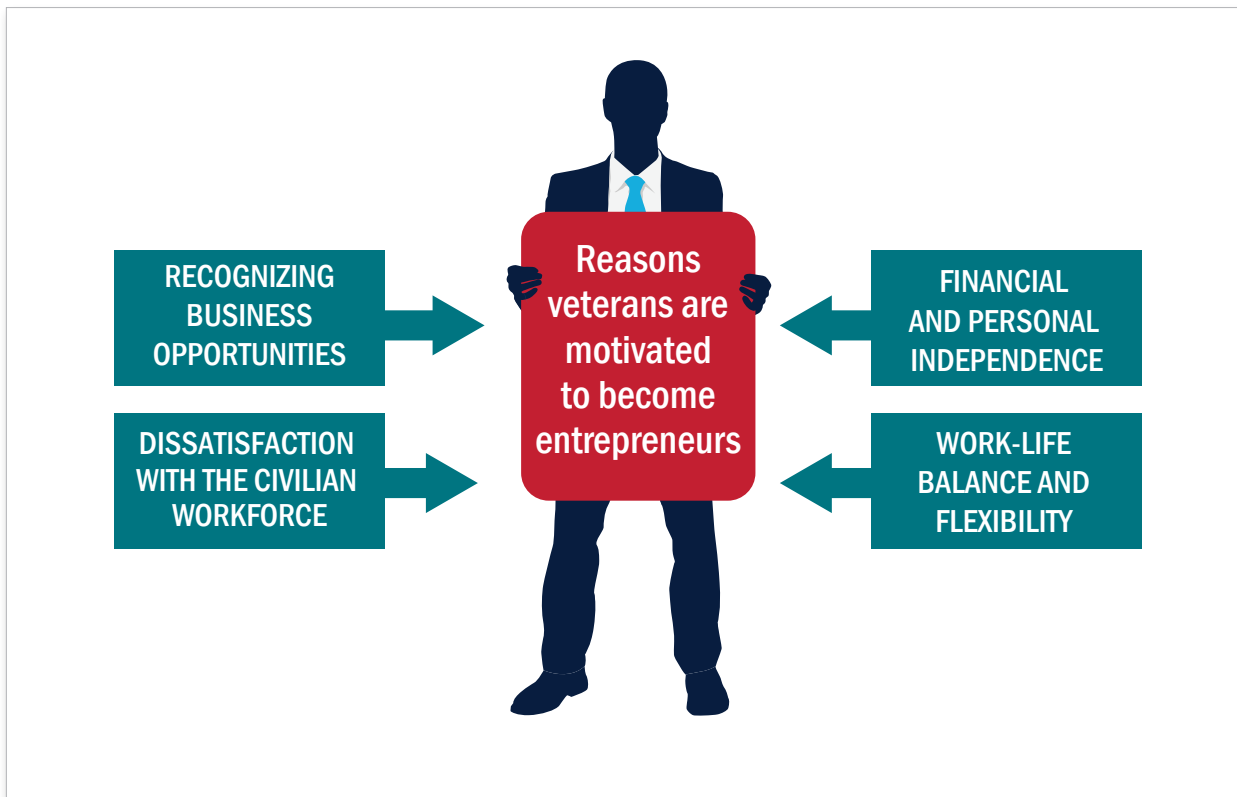 Reasons
veterans are
motivated
to become
entrepreneurs
RECOGNIZING
BUSINESS
OPPORTUNITIES
DISSATISFACTION
WITH THE CIVILIAN
WORKFORCE
FINANCIAL
AND PERSONAL
INDEPENDENCE
WORK-LIFE
BALANCE AND
FLEXIBILITY